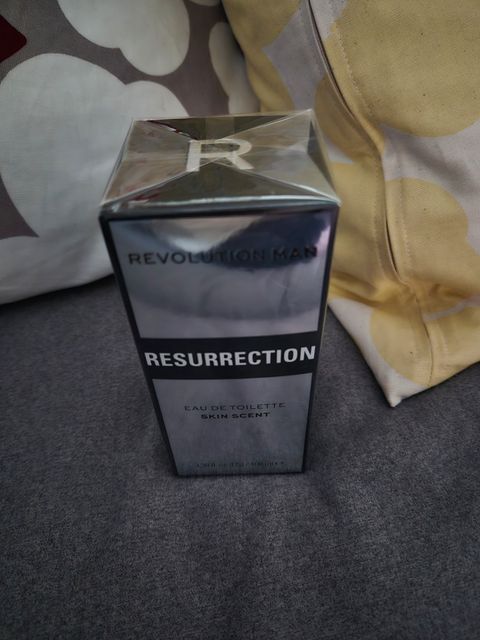 R
REVOLUTION MAN
RESURRECTION
EAU DE TOILETTE
SKIN SCENT